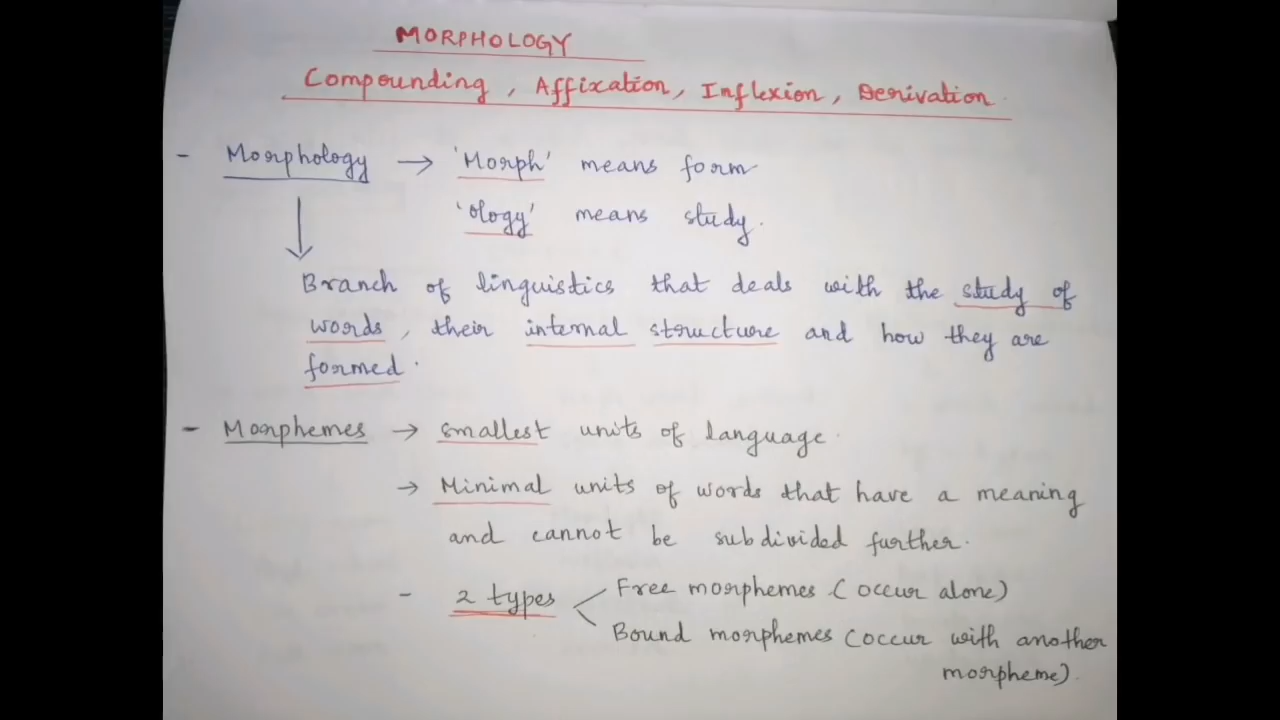 MORPHOLOGY
Compounding, Affixation, Inflexion, Derivation.
- Morphology → 'Morph' means form
'ology' means study.
Branch of linguistics that deals with the study of
words, their internal structure and how they are
formed.
- Morphemes → smallest units of language.
→ Minimal units of words that have a meaning
and cannot be subdivided further.
- 2 types < Free morphemes (occur alone)
Bound morphemes (occur with another
morpheme).